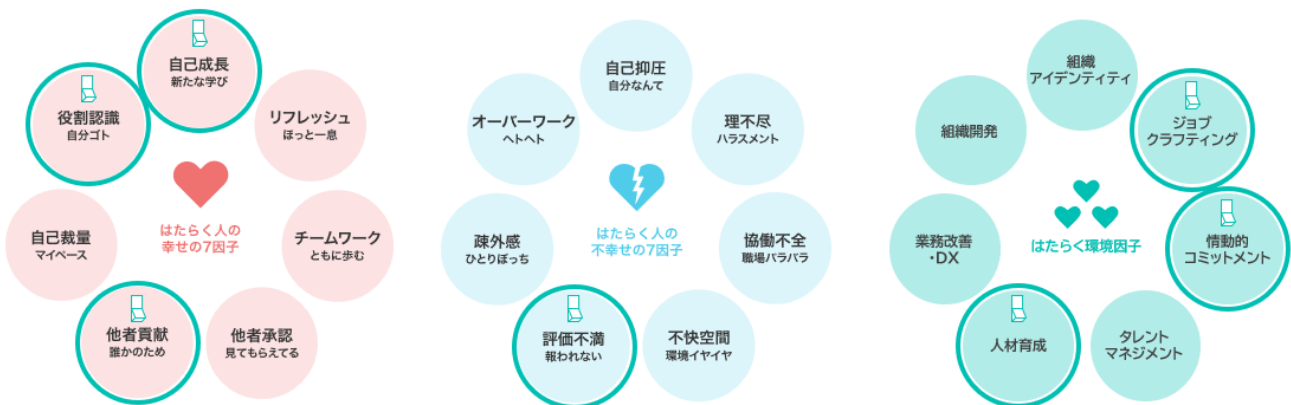 自己成長
新たな学び
リフレッシュ
ほっと一息
チームワーク
ともに歩む
他者承認
見てもらえてる
他者貢献
誰かのため
自己裁量
マイペース
役割認識
自分ゴト
はたらく人の
幸せの7因子
自己抑圧
自分なんて
理不尽
ハラスメント
協働不全
職場バラバラ
不快空間
環境イヤイヤ
評価不満
報われない
疎外感
ひとりぼっち
オーバーワーク
ヘトヘト
はたらく人の
不幸せの7因子
組織
アイデンティティ
ジョブ
クラフティング
情動的
コミットメント
タレント
マネジメント
人材育成
業務改善
・DX
組織開発
はたらく環境因子